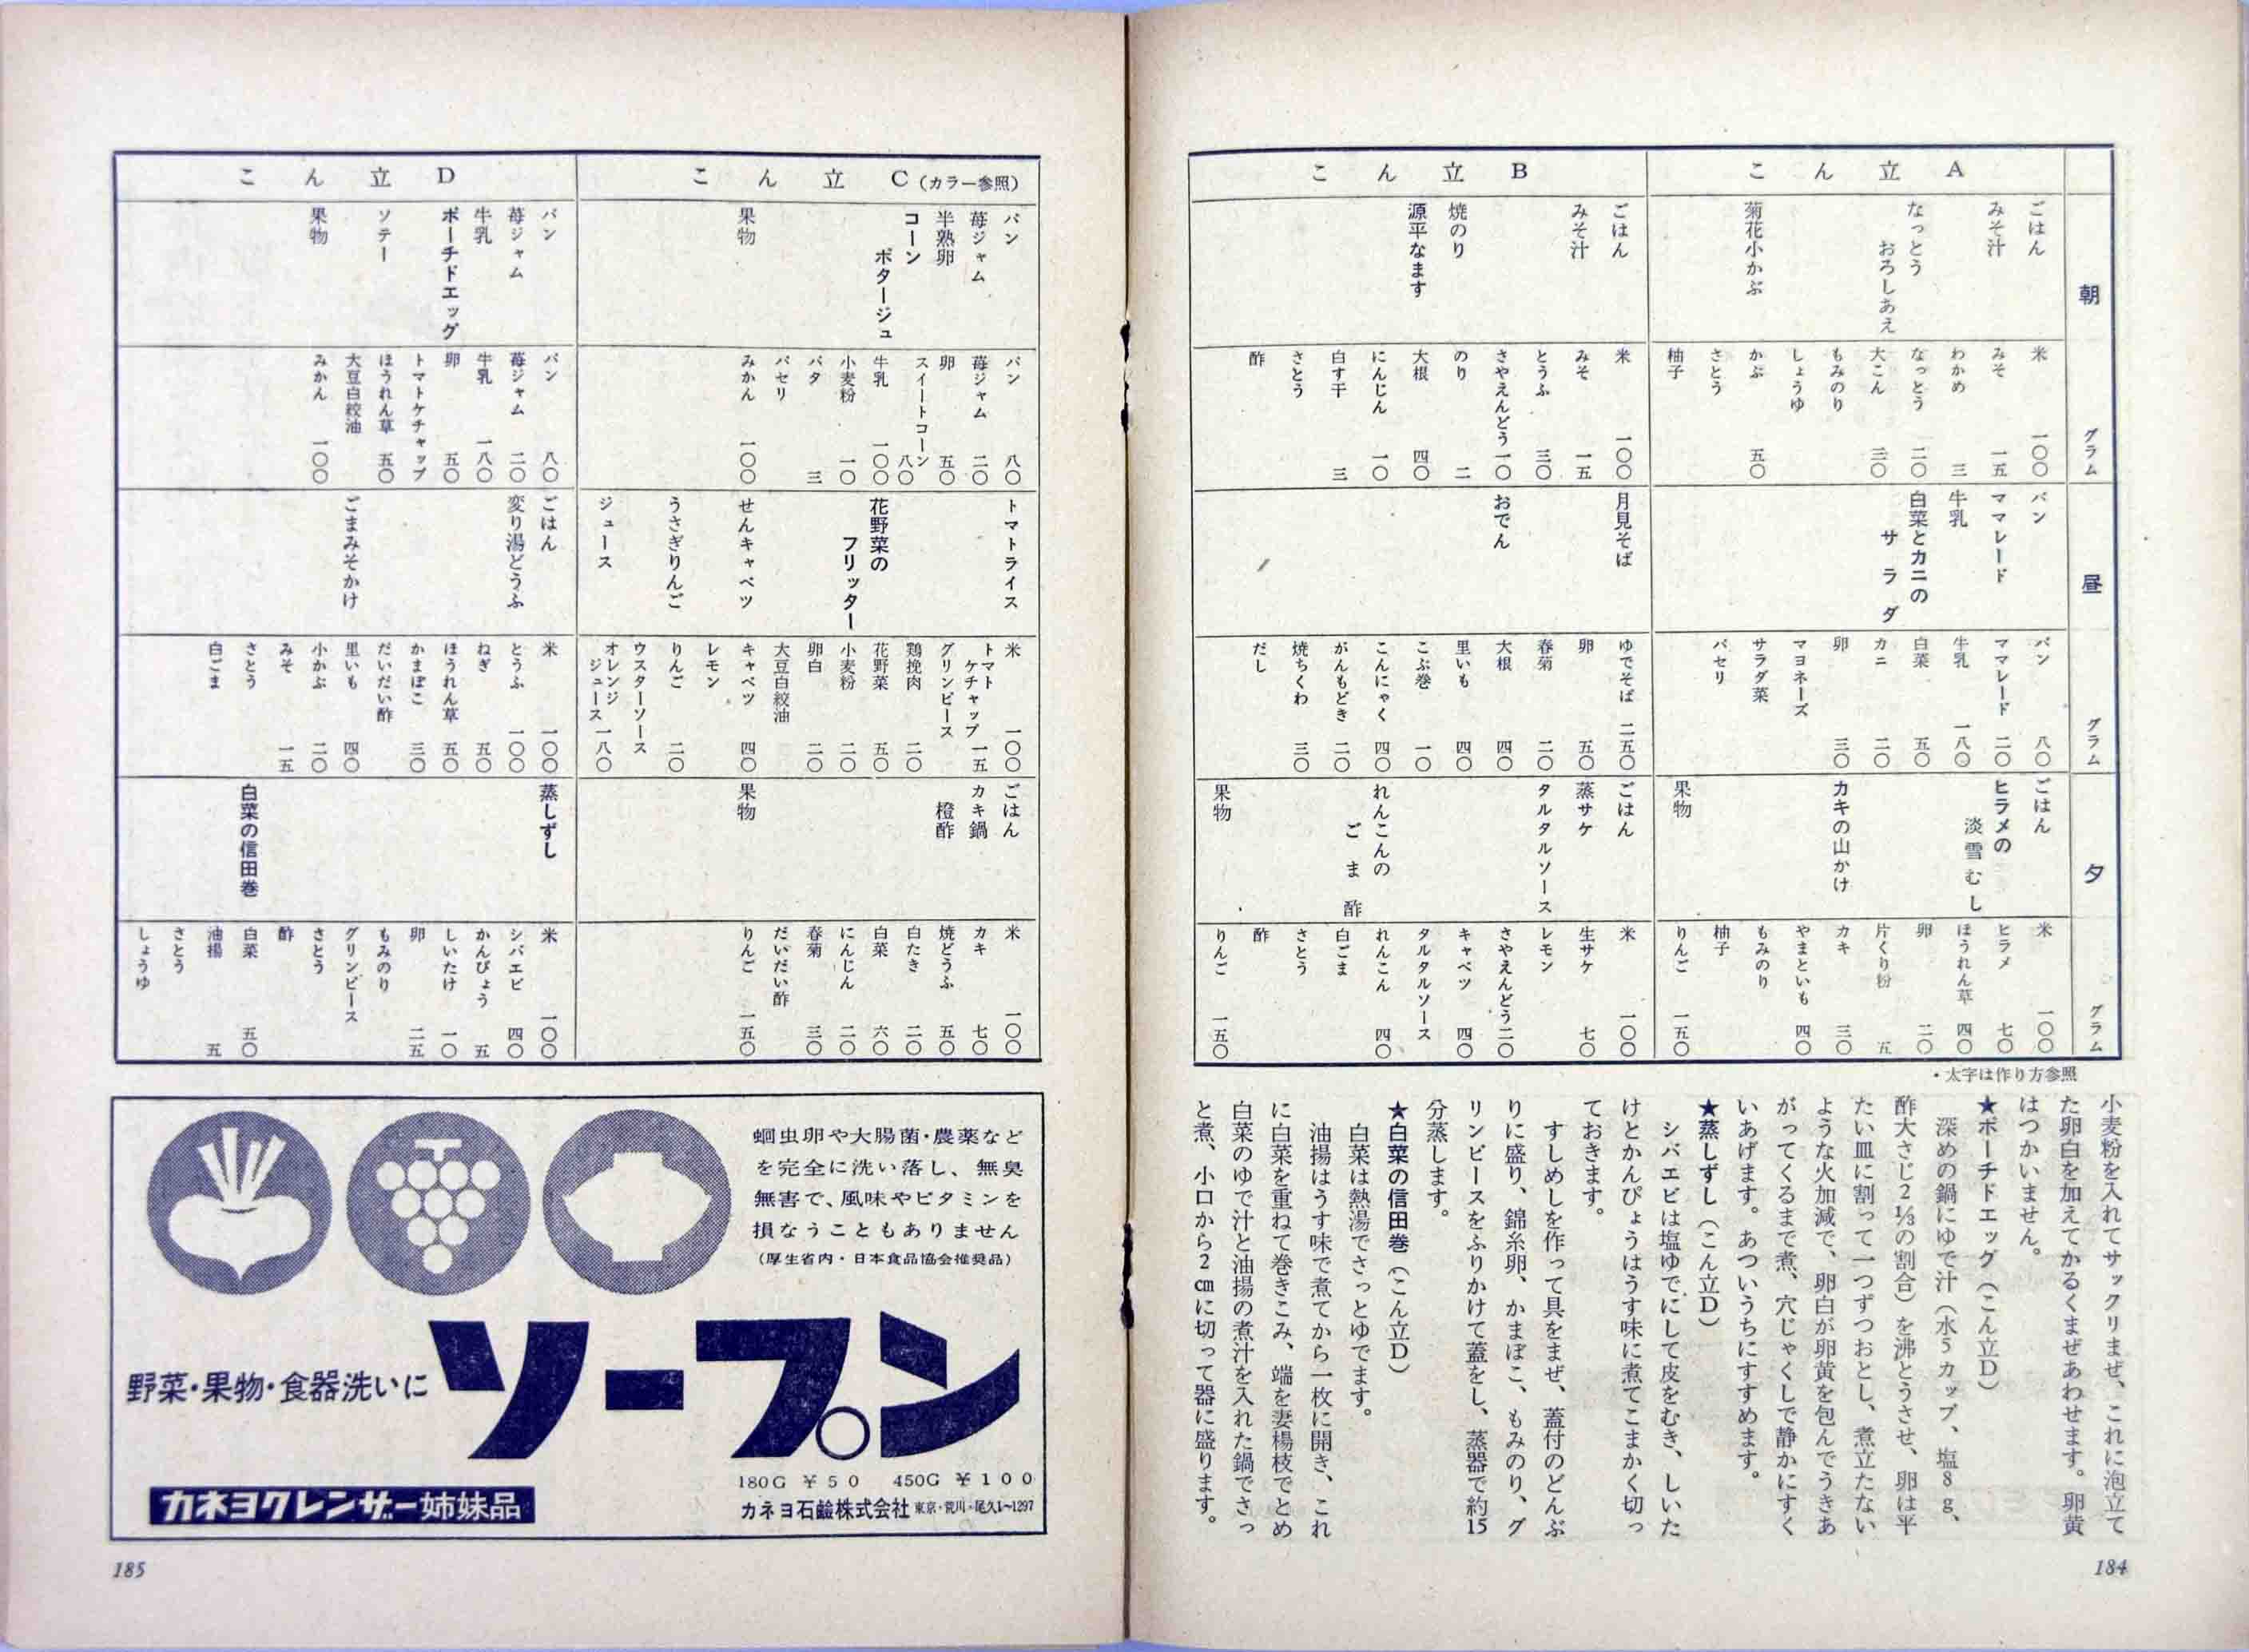 朝
グラム
昼
グラム
夕
グラム
こん立A
ごはん
みそ汁
なっとう
おろしあえ
菊花小かぶ
米 一〇〇
みそ 一五
わかめ 三
なっとう 二〇
大こん 三〇
もみのり
しょうゆ
かぶ 五〇
さとう
柚子
パン
ママレード
牛乳
白菜とカニの
サラダ
パン 八〇
ママレード 二〇
牛乳 一八〇
白菜 五〇
カニ 二〇
卵 三〇
マヨネーズ
サラダ菜
パセリ
ごはん
ヒラメの
淡雪むし
カキの山かけ
果物
米 一〇〇
ヒラメ 七〇
ほうれん草 四〇
卵 二〇
片くり粉 五
カキ 三〇
やまといも 四〇
もみのり
柚子
りんご 一五〇
こん立B
ごはん
みそ汁
焼のり
源平なます
米 一〇〇
みそ 一五
とうふ 三〇
さやえんどう 一〇
のり 二
大根 四〇
にんじん 一〇
白す干 三
さとう
酢
月見そば
おでん
ゆでそば 二五〇
卵 五〇
春菊 二〇
大根 四〇
里いも 四〇
こぶ巻 一〇
こんにゃく 四〇
がんもどき 二〇
焼ちくわ 三〇
だし
ごはん
蒸サケ
タルタルソース
れんこんの
ごま酢
果物
米 一〇〇
生サケ 七〇
レモン
さやえんどう 二〇
キャベツ 四〇
タルタルソース
れんこん 四〇
白ごま
さとう
酢
りんご 一五〇
・太字は作り方参照
小麦粉を入れてサックリまぜ、これに泡立て
た卵白を加えてかるくまぜあわせます。卵黄
はつかいません。
★ポーチドエッグ（こん立D）
深めの鍋にゆで汁（水5カップ、塩8g、
酢大さじ2⅓の割合）を沸とうさせ、卵は平
たい皿に割って一つずつおとし、煮立たない
ような火加減で、卵白が卵黄を包んでうきあ
がってくるまで煮、穴じゃくしで静かにすく
いあげます。あついうちにすすめます。
★蒸しずし（こん立D）
シバエビは塩ゆでにして皮をむき、しいた
けとかんぴょうはうす味に煮てこまかく切っ
ておきます。
すしめしを作って具をまぜ、蓋付のどんぶ
りに盛り、錦糸卵、かまぼこ、もみのり、グ
リンピースをふりかけて蓋をし、蒸器で約15
分蒸します。
★白菜の信田巻（こん立D）
白菜は熱湯でさっとゆでます。
油揚はうす味で煮てから一枚に開き、これ
に白菜を重ねて巻きこみ、端を妻楊枝でとめ
白菜のゆで汁と油揚の煮汁を入れた鍋でさっ
と煮、小口から2㎝に切って器に盛ります。
184
こん立C（カラー参照）
パン
苺ジャム
半熟卵
コーン
ポタージュ
果物
パン 八〇
苺ジャム 二〇
卵 五〇
スイートコーン 八〇
牛乳 一〇〇
小麦粉 一〇
バタ 三
パセリ
みかん 一〇〇
トマトライス
花野菜の
フリッター
せんキャベツ
うさぎりんご
ジュース
米 一〇〇
トマト
ケチャップ 一五
グリンピース
鶏挽肉 二〇
花野菜 五〇
小麦粉 二〇
卵白 二〇
大豆白絞油
キャベツ 四〇
レモン
りんご 二〇
ウスターソース
オレンジ
ジュース 一八〇
ごはん
カキ鍋
橙酢
果物
米 一〇〇
カキ 七〇
焼どうふ 五〇
白たき 二〇
白菜 六〇
にんじん 二〇
春菊 三〇
だいだい酢
りんご 一五〇
こん立D
パン
苺ジャム
牛乳
ポーチドエッグ
ソテー
果物
パン 八〇
苺ジャム 二〇
牛乳 一八〇
卵 五〇
トマトケチャップ
ほうれん草 五〇
大豆白絞油
みかん 一〇〇
ごはん
変り湯どうふ
ごまみそかけ
米 一〇〇
とうふ 一〇〇
ねぎ 五〇
ほうれん草 五〇
かまぼこ 三〇
だいだい酢
里いも 四〇
小かぶ 二〇
みそ 一五
さとう
白ごま
蒸しずし
白菜の信田巻
米 一〇〇
シバエビ 四〇
かんぴょう 五
しいたけ 一〇
卵 二五
もみのり
グリンピース
さとう
酢
白菜 五〇
油揚 五
さとう
しょうゆ
蛔虫卵や大腸菌・農薬など
を完全に洗い落し、無臭
無害で、風味やビタミンを
損なうこともありません
(厚生省内・日本食品協会推奨品)
野菜・果物・食器洗いに
ソープン
180G ¥50 450G ¥100
カネヨクレンザー姉妹品
カネヨ石鹼株式会社 東京・荒川・尾久1~1297
185